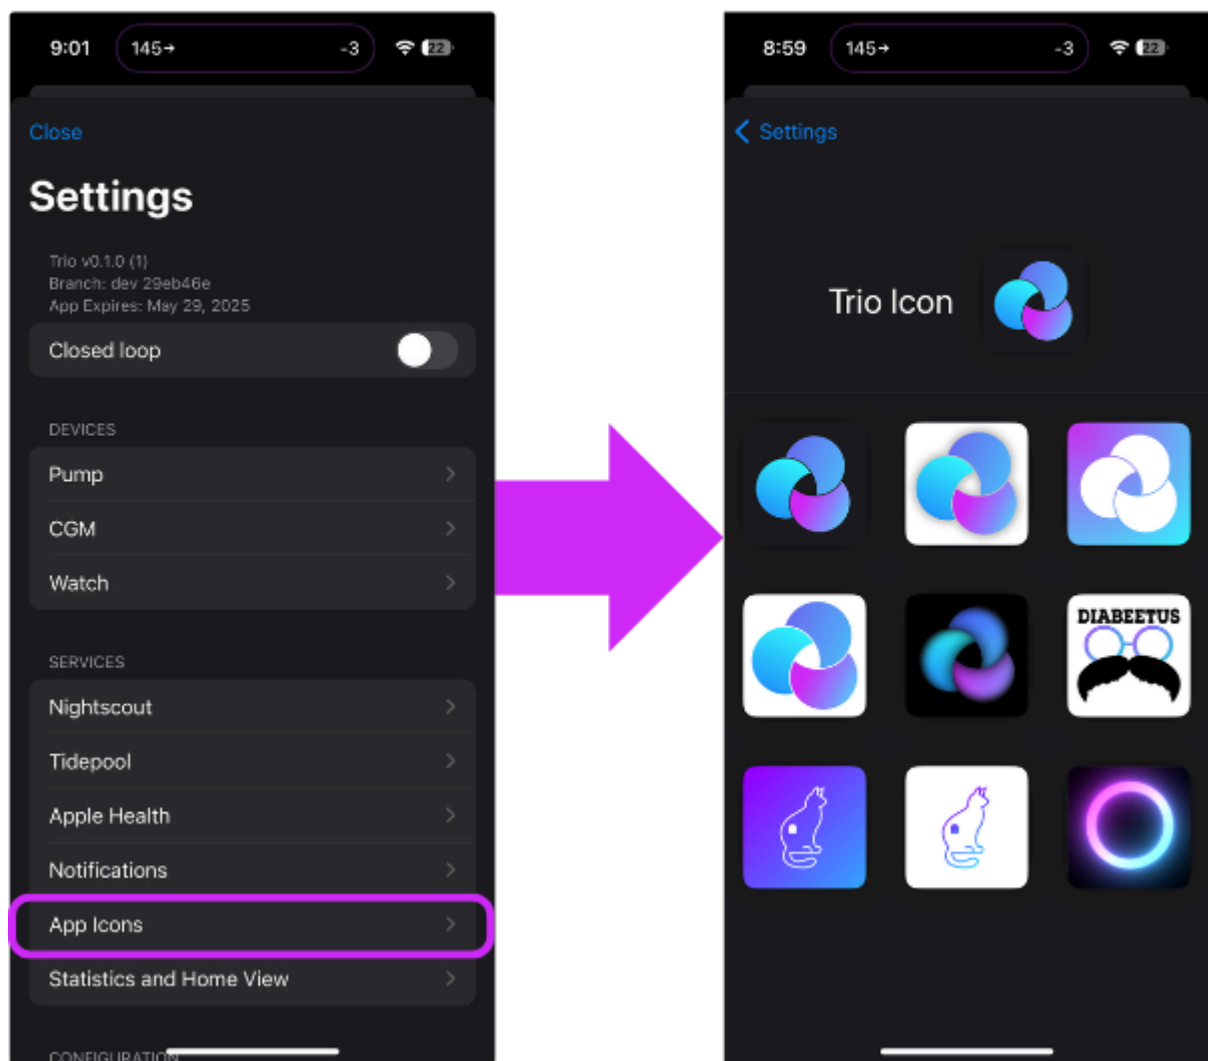 9:01
145→
-3
22
Close
Settings
Trio v0.1.0 (1)
Branch: dev 29eb46e
App Expires: May 29, 2025
Closed loop
DEVICES
Pump
CGM
Watch
SERVICES
Nightscout
Tidepool
Apple Health
Notifications
App Icons
Statistics and Home View
CONFIGURATION
8:59
145→
-3
22
Settings
Trio Icon
DIABEETUS